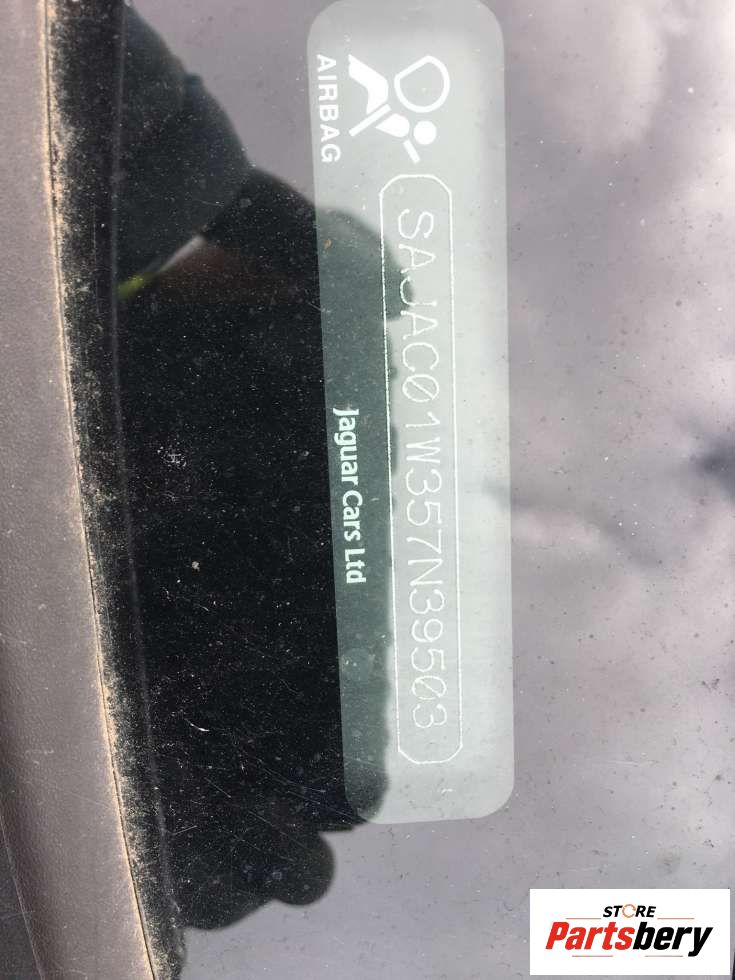 AIRBAG
SAJAC01W357N39503
Jaguar Cars Ltd
STORE
Partsbery